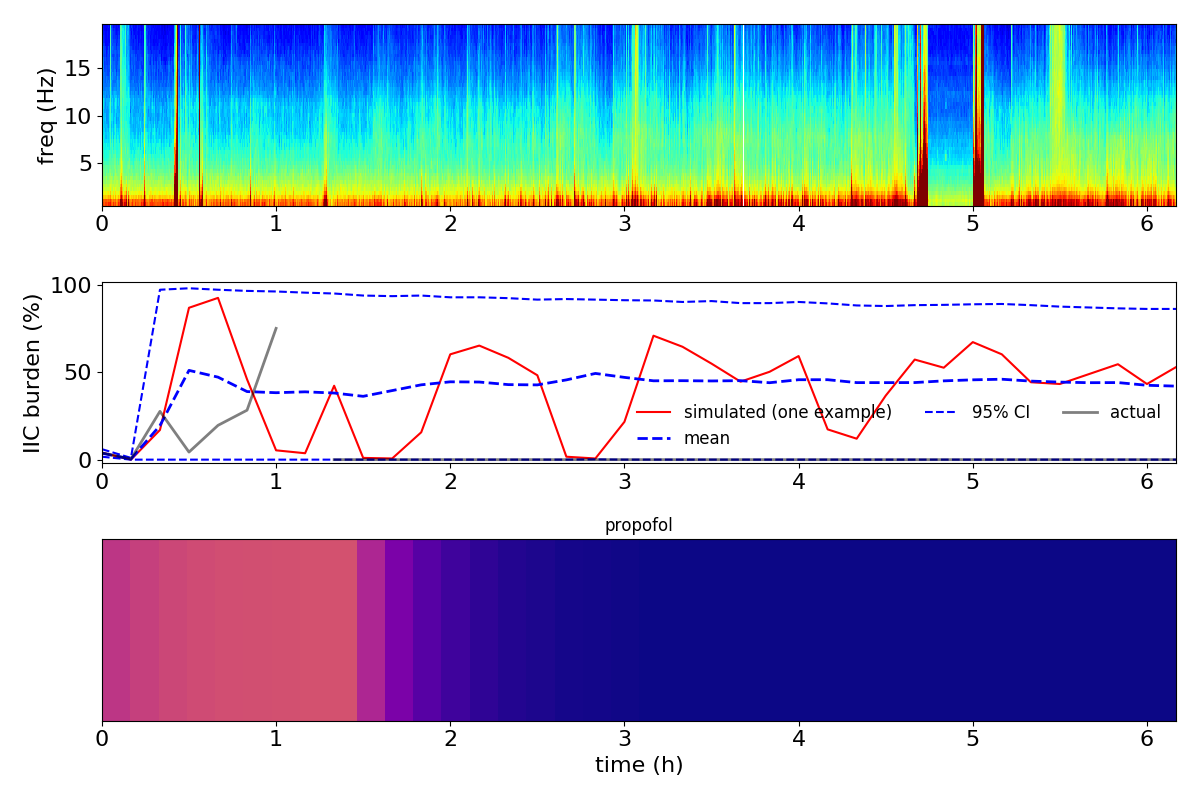 freq (Hz)
15
10
5
0 1 2 3 4 5 6
IIC burden (%)
100
50
0
simulated (one example)
mean
95% CI
actual
0 1 2 3 4 5 6
propofol
0 1 2 3 4 5 6
time (h)